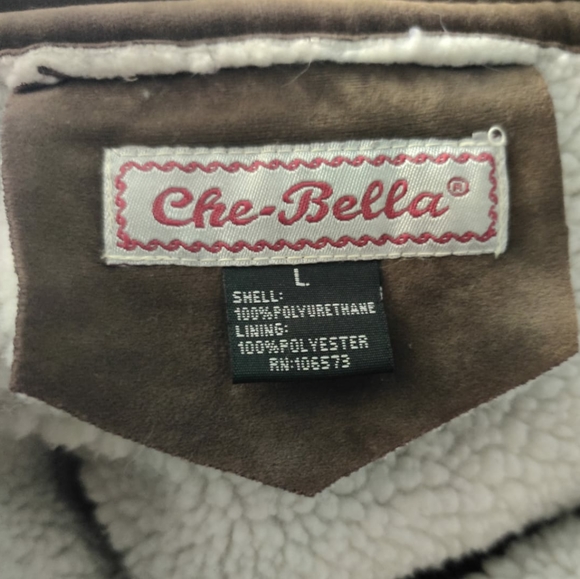 Che-Bella®
L
SHELL:
100%POLYURETHANE
LINING:
100%POLYESTER
RN:106573